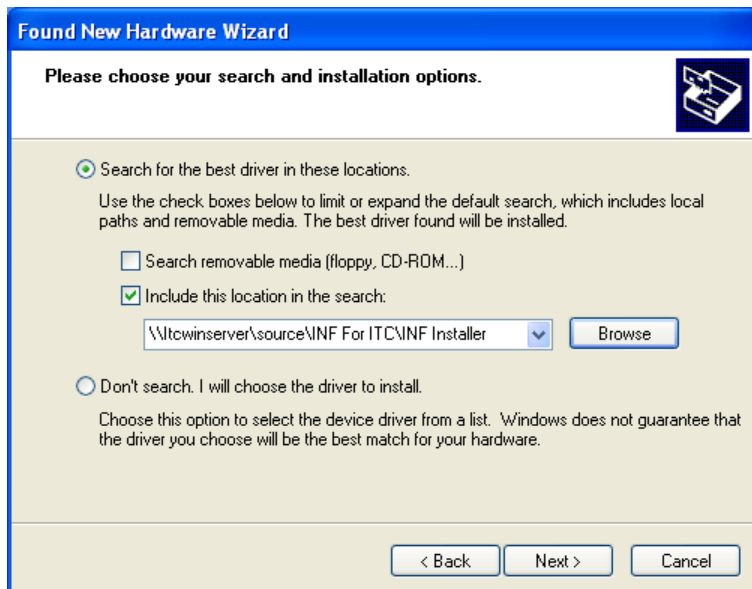 Found New Hardware Wizard
Please choose your search and installation options.
Search for the best driver in these locations.
Use the check boxes below to limit or expand the default search, which includes local
paths and removable media. The best driver found will be installed.
Search removable media (floppy, CD-ROM...)
Include this location in the search:
\\Itcwinserver\source\INF For ITC\INF Installer
Browse
Don't search. I will choose the driver to install.
Choose this option to select the device driver from a list. Windows does not guarantee that
the driver you choose will be the best match for your hardware.
< Back
Next >
Cancel